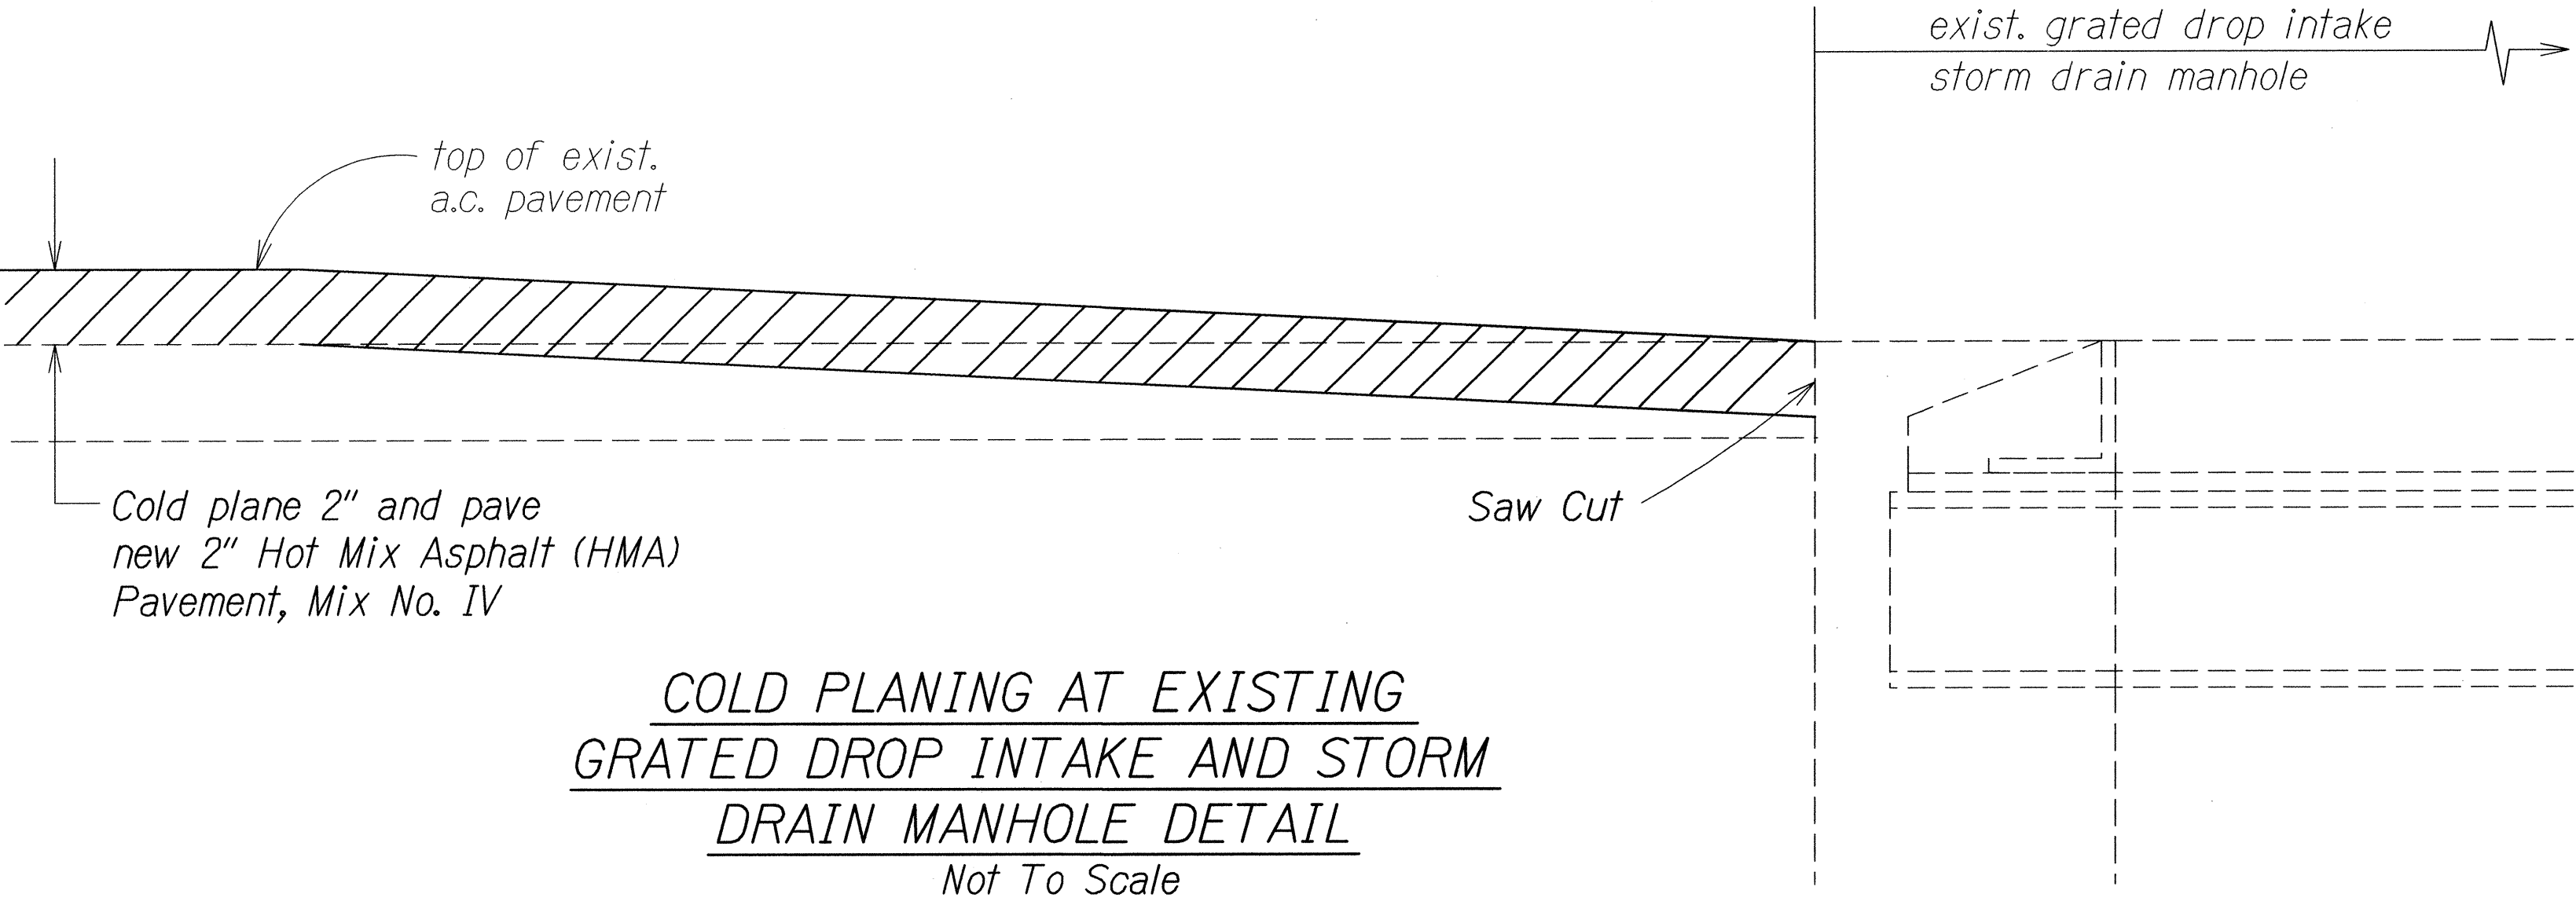 exist. grated drop intake
storm drain manhole
top of exist.
a.c. pavement
Cold plane 2" and pave
new 2" Hot Mix Asphalt (HMA)
Pavement, Mix No. IV
Saw Cut
COLD PLANING AT EXISTING
GRATED DROP INTAKE AND STORM
DRAIN MANHOLE DETAIL
Not To Scale